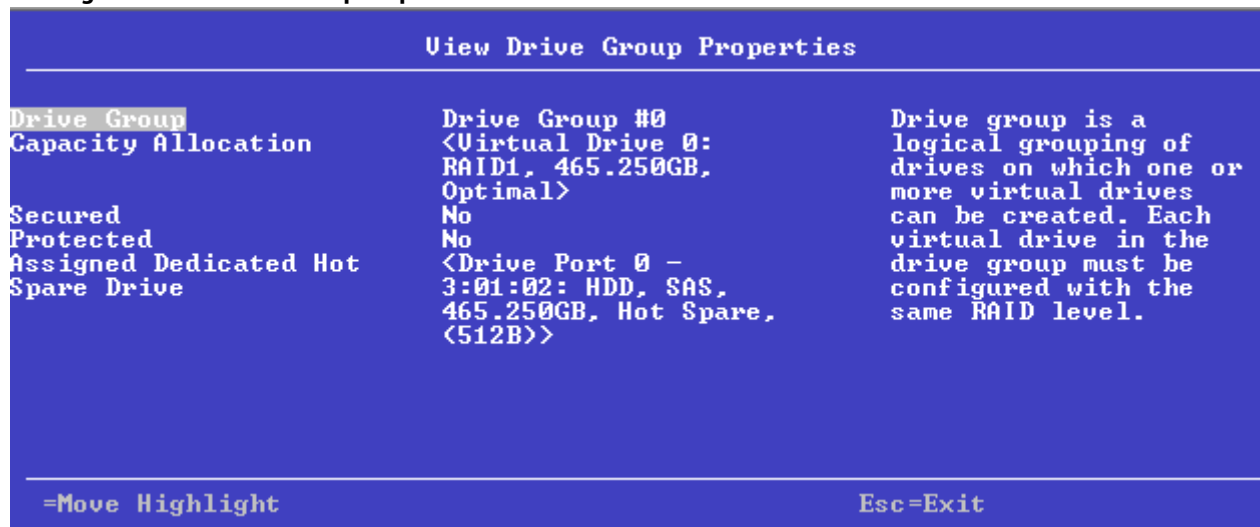 View Drive Group Properties
Drive Group Drive Group #0 Drive group is a
Capacity Allocation <Virtual Drive 0: logical grouping of
RAID1, 465.250GB, drives on which one or
Optimal> more virtual drives
Secured No can be created. Each
Protected No virtual drive in the
Assigned Dedicated Hot <Drive Port 0 - drive group must be
Spare Drive 3:01:02: HDD, SAS, configured with the
465.250GB, Hot Spare, same RAID level.
<512B>>
=Move Highlight Esc=Exit